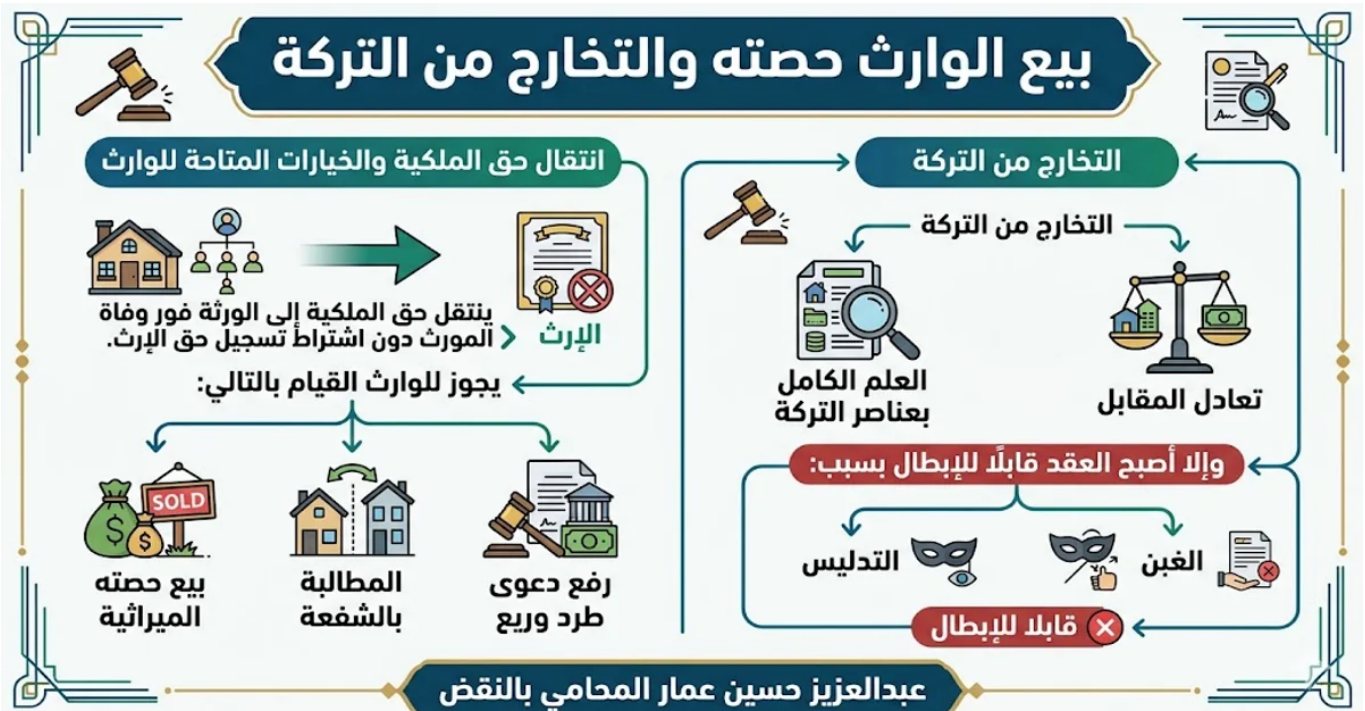 بيع الوارث حصته والتخارج من التركة
التخارج من التركة
التخارج من التركة
تعادل المقابل
العلم الكامل
بعناصر التركة
وإلا أصبح العقد قابلًا للإبطال بسبب:
الغبن
التدليس
قابلا للإبطال
انتقال حق الملكية والخيارات المتاحة للوارث
الإرث
ينتقل حق الملكية إلى الورثة فور وفاة
المورث دون اشتراط تسجيل حق الإرث.
يجوز للوارث القيام بالتالي:
رفع دعوى
طرد وريع
المطالبة
بالشفعة
SOLD
بيع حصته
الميراثية
عبدالعزيز حسين عمار المحامي بالنقض